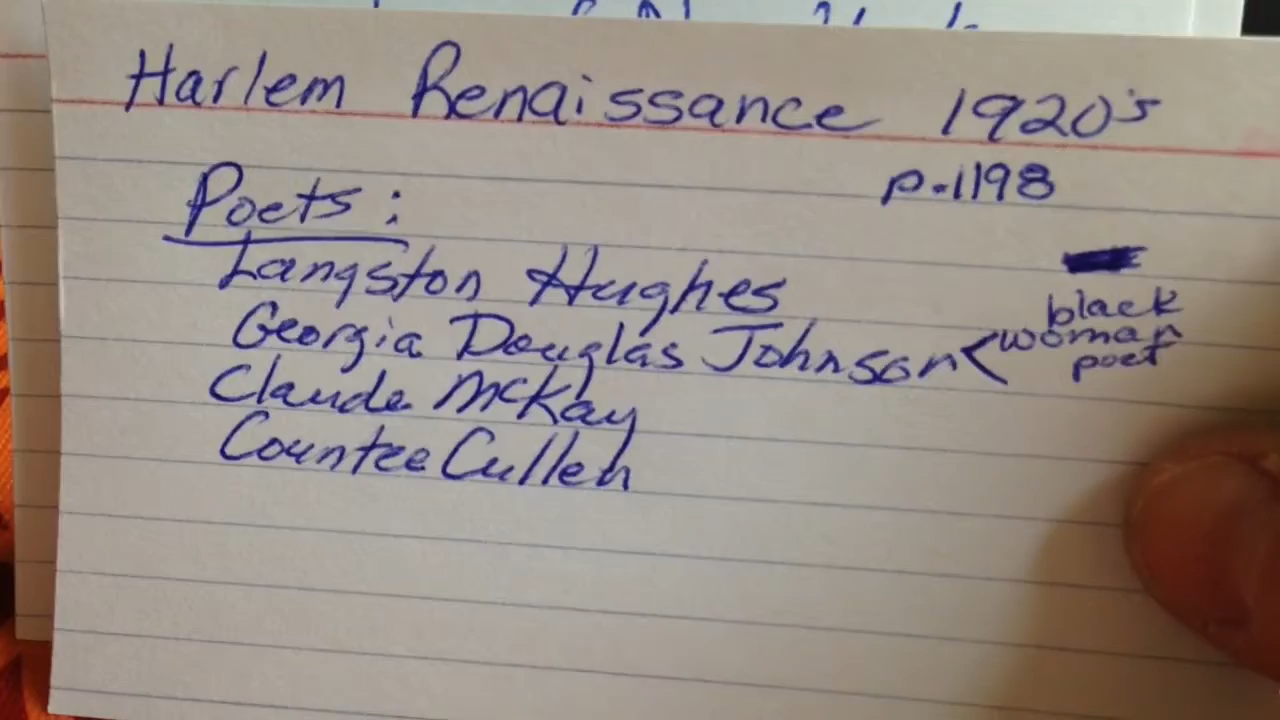 Harlem Renaissance 1920's
p.1198
Poets:
Langston Hughes
Georgia Douglas Johnson <
black
woman
poet
Claude McKay
Countee Cullen